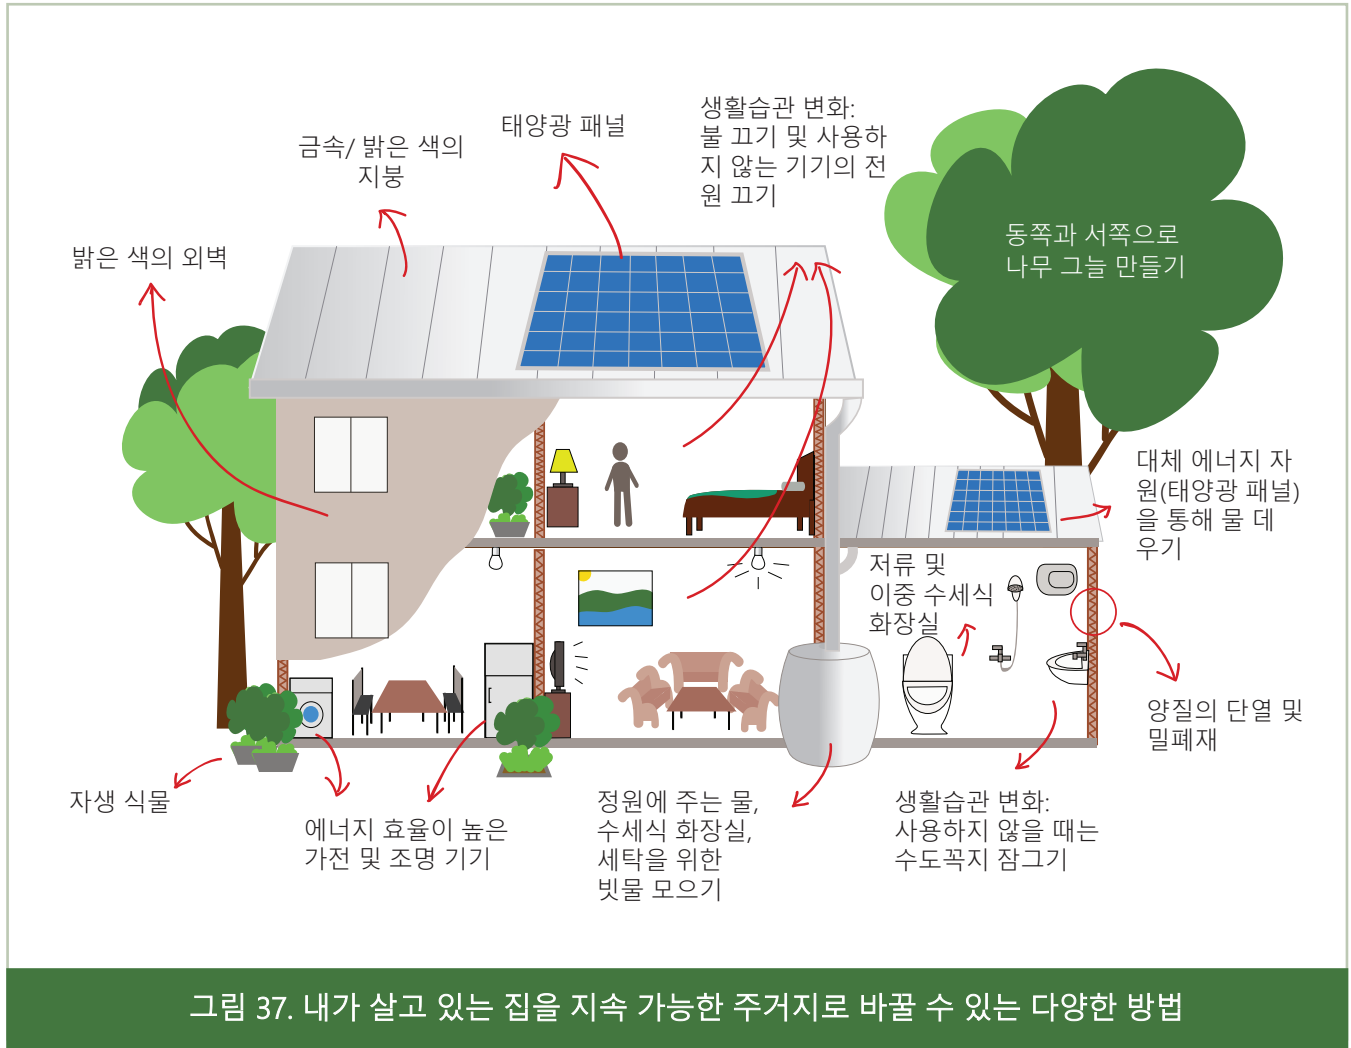 금속/ 밝은 색의
지붕
태양광 패널
생활습관 변화:
불 끄기 및 사용하
지 않는 기기의 전
원 끄기
동쪽과 서쪽으로
나무 그늘 만들기
밝은 색의 외벽
대체 에너지 자
원(태양광 패널)
을 통해 물 데
우기
저류 및
이중 수세식
화장실
양질의 단열 및
밀폐재
자생 식물
에너지 효율이 높은
가전 및 조명 기기
정원에 주는 물,
수세식 화장실,
세탁을 위한
빗물 모으기
생활습관 변화:
사용하지 않을 때는
수도꼭지 잠그기
그림 37. 내가 살고 있는 집을 지속 가능한 주거지로 바꿀 수 있는 다양한 방법